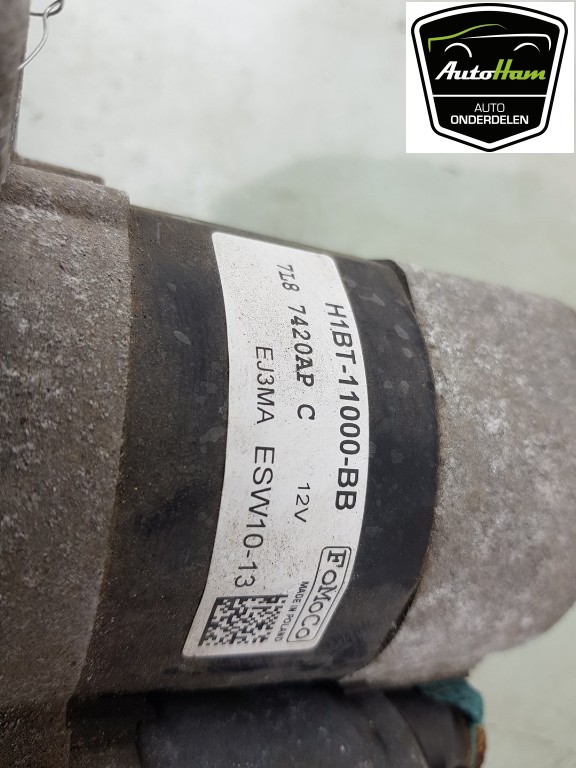 AutoHam
AUTO
ONDERDELEN
H1BT-11000-BB
7L8 7420AP C
12V
EJ3MA ESW10-13
FoMoCo
MADE IN POLAND